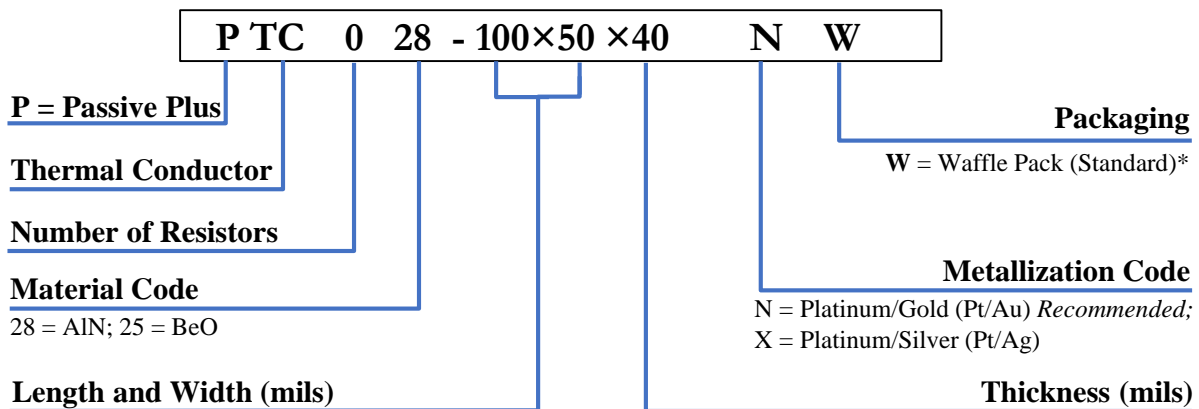 P TC 0 28 - 100×50 ×40 N W
P = Passive Plus
Packaging
W = Waffle Pack (Standard)*
Thermal Conductor
Number of Resistors
Material Code
28 = AlN; 25 = BeO
Metallization Code
N = Platinum/Gold (Pt/Au) Recommended;
X = Platinum/Silver (Pt/Ag)
Length and Width (mils)
Thickness (mils)